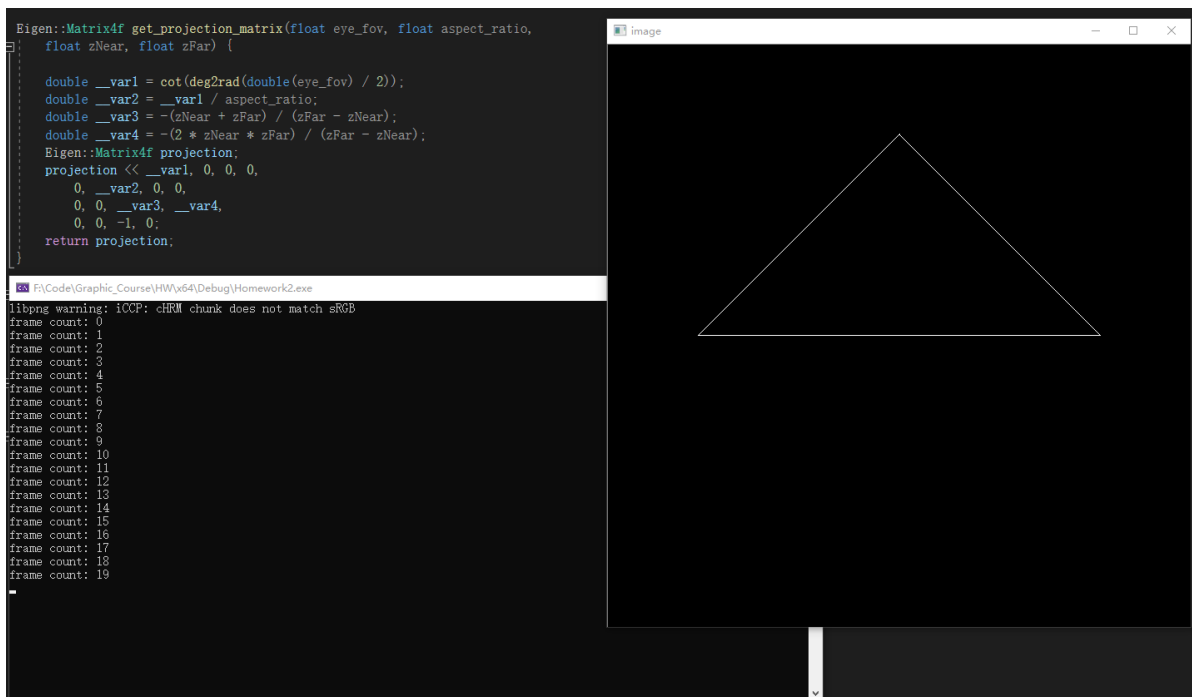 Eigen::Matrix4f get_projection_matrix(float eye_fov, float aspect_ratio,
float zNear, float zFar) {
double __var1 = cot(deg2rad(double(eye_fov) / 2));
double __var2 = __var1 / aspect_ratio;
double __var3 = -(zNear + zFar) / (zFar - zNear);
double __var4 = -(2 * zNear * zFar) / (zFar - zNear);
Eigen::Matrix4f projection;
projection << __var1, 0, 0, 0,
0, __var2, 0, 0,
0, 0, __var3, __var4,
0, 0, -1, 0;
return projection;
}
image
F:\Code\Graphic_Course\HW\x64\Debug\Homework2.exe
libpng warning: iCCP: cHRM chunk does not match sRGB
frame count: 0
frame count: 1
frame count: 2
frame count: 3
frame count: 4
frame count: 5
frame count: 6
frame count: 7
frame count: 8
frame count: 9
frame count: 10
frame count: 11
frame count: 12
frame count: 13
frame count: 14
frame count: 15
frame count: 16
frame count: 17
frame count: 18
frame count: 19